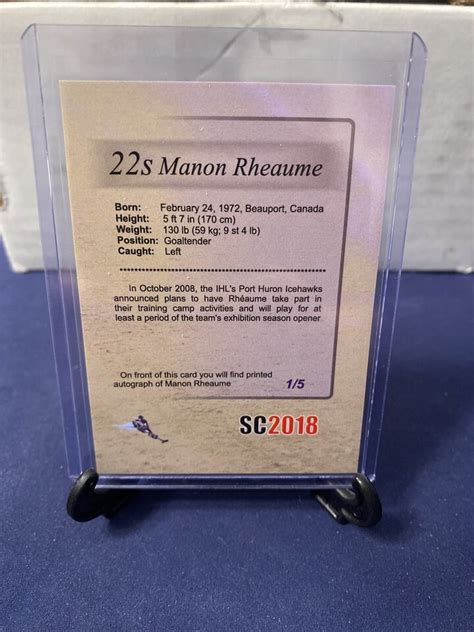 22s Manon Rheaume
Born: February 24, 1972, Beauport, Canada
Height: 5 ft 7 in (170 cm)
Weight: 130 lb (59 kg; 9 st 4 lb)
Position: Goaltender
Caught: Left
In October 2008, the IHL's Port Huron Icehawks
announced plans to have Rhéaume take part in
their training camp activities and will play for at
least a period of the team's exhibition season opener
On front of this card you will find printed
autograph of Manon Rheaume
1/5
SC2018